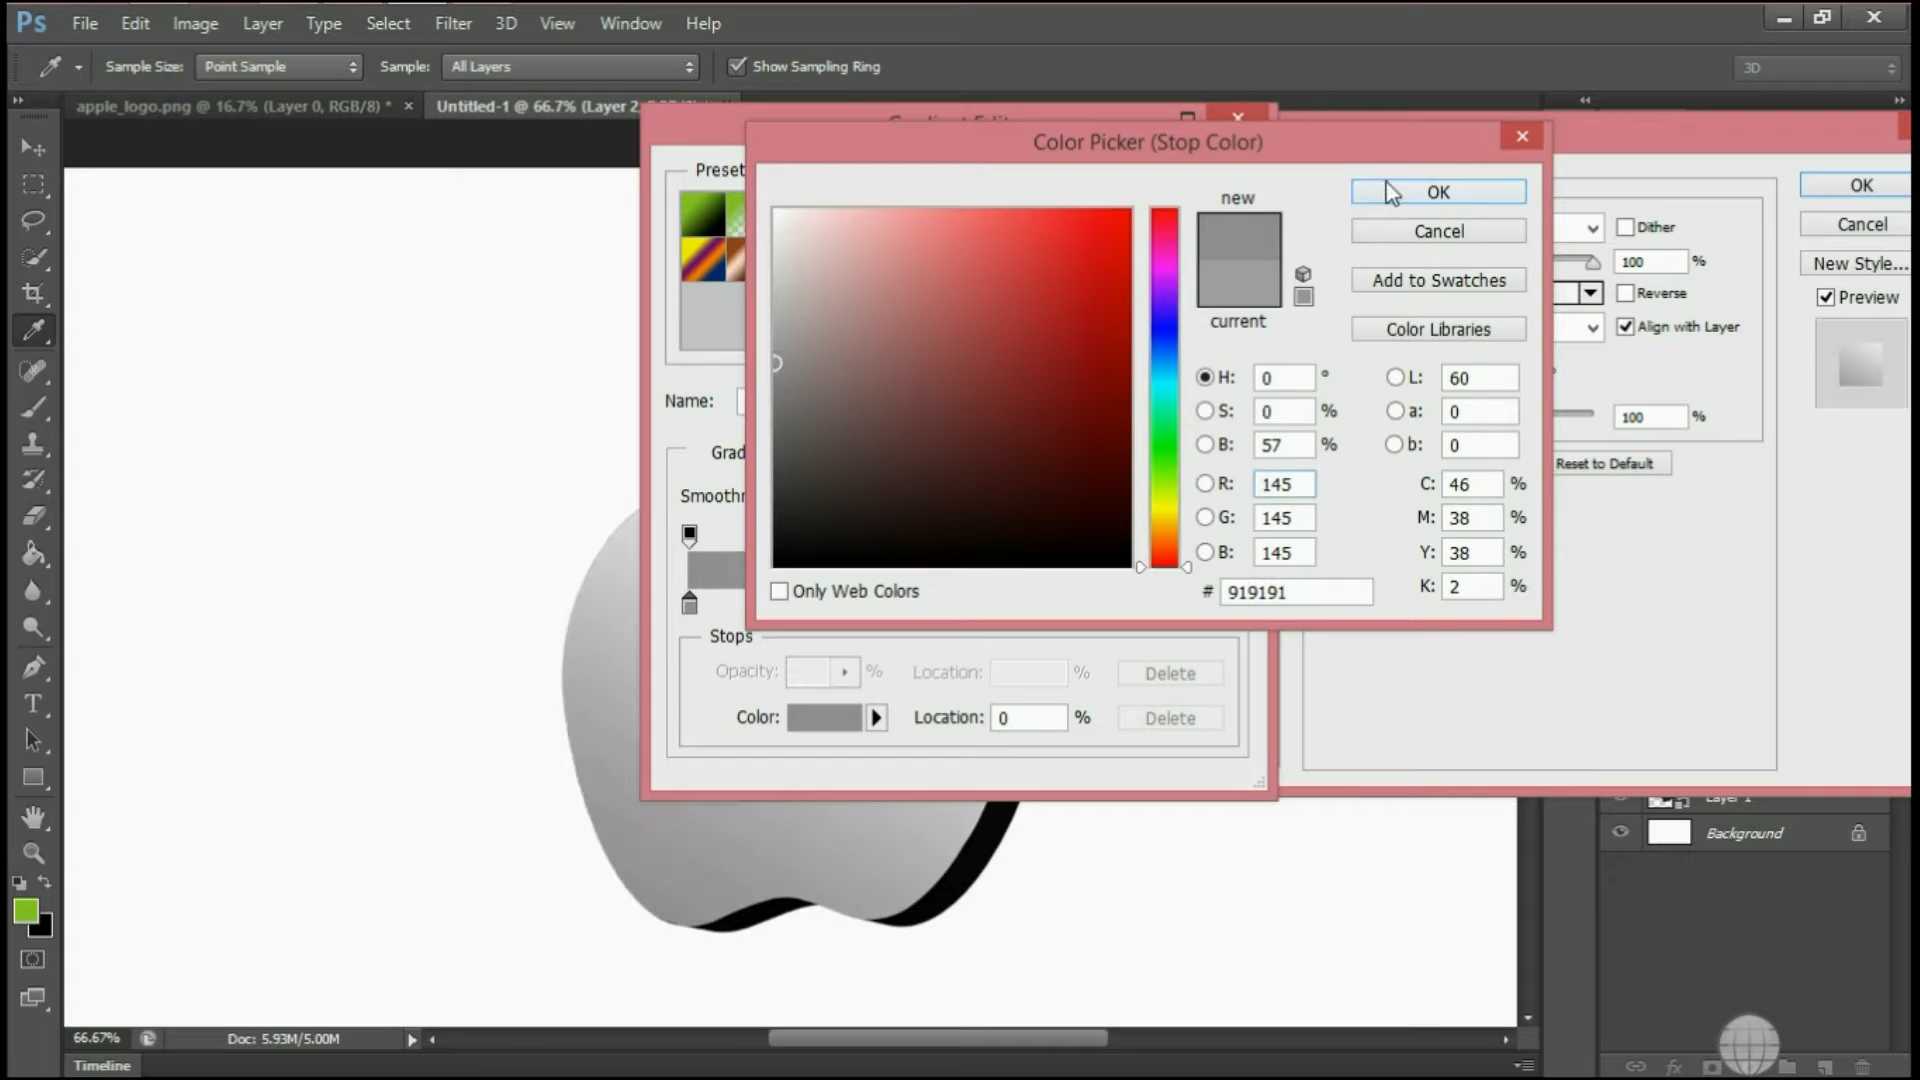 Ps File Edit Image Layer Type Select Filter 3D View Window Help
Sample Size: Point Sample Sample: All Layers Show Sampling Ring 3D
apple_logo.png @ 16.7% (Layer 0, RGB/8) * × Untitled-1 @ 66.7% (Layer 2,
Color Picker (Stop Color)
Preset
new
OK
Cancel
Add to Swatches
current
Color Libraries
H: 0 ° L: 60
S: 0 % a: 0
B: 57 % b: 0
R: 145 C: 46 %
G: 145 M: 38 %
B: 145 Y: 38 %
# 919191 K: 2 %
Only Web Colors
OK
Dither
Cancel
100 %
New Style...
Reverse
Preview
Align with Layer
100 %
Reset to Default
Name:
Grad
Smoothn
Stops
Opacity: % Location: % Delete
Color: Location: 0 % Delete
Layer 1
Background
66.67% Doc: 5.93M/5.00M
Timeline
fx